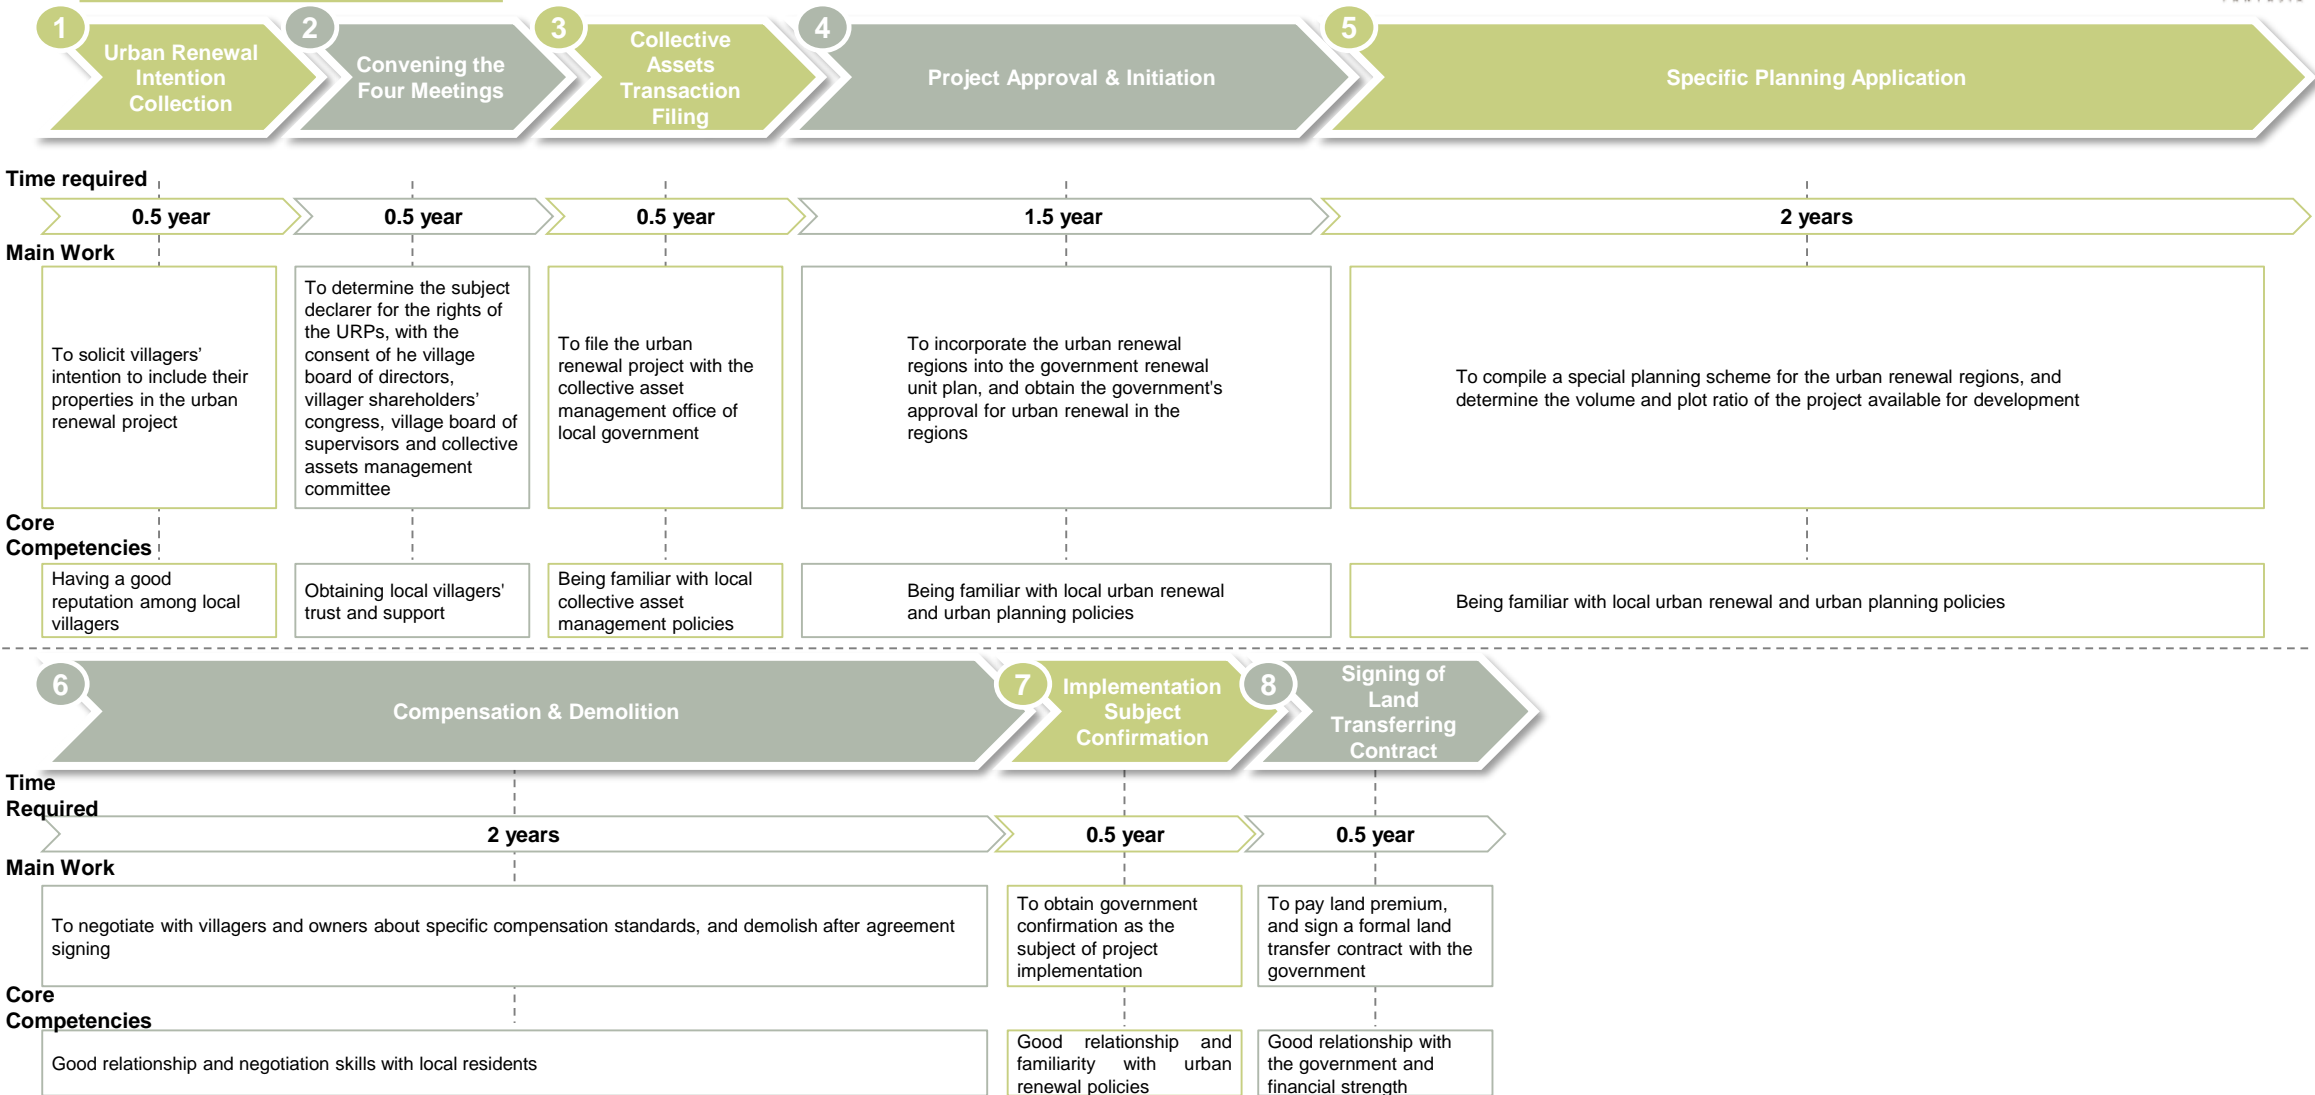 1
Urban Renewal
Intention
Collection
2
Convening the
Four Meetings
3
Collective
Assets
Transaction
Filing
4
Project Approval & Initiation
5
Specific Planning Application
Time required
0.5 year
0.5 year
0.5 year
1.5 year
2 years
Main Work
To solicit villagers’
intention to include their
properties in the urban
renewal project
To determine the subject
declarer for the rights of
the URPs, with the
consent of he village
board of directors,
villager shareholders’
congress, village board of
supervisors and collective
assets management
committee
To file the urban
renewal project with the
collective asset
management office of
local government
To incorporate the urban renewal
regions into the government renewal
unit plan, and obtain the government's
approval for urban renewal in the
regions
To compile a special planning scheme for the urban renewal regions, and
determine the volume and plot ratio of the project available for development
Core
Competencies
Having a good
reputation among local
villagers
Obtaining local villagers'
trust and support
Being familiar with local
collective asset
management policies
Being familiar with local urban renewal
and urban planning policies
Being familiar with local urban renewal and urban planning policies
6
Compensation & Demolition
7
Implementation
Subject
Confirmation
8
Signing of
Land
Transferring
Contract
Time
Required
2 years
0.5 year
0.5 year
Main Work
To negotiate with villagers and owners about specific compensation standards, and demolish after agreement
signing
To obtain government
confirmation as the
subject of project
implementation
To pay land premium,
and sign a formal land
transfer contract with the
government
Core
Competencies
Good relationship and negotiation skills with local residents
Good relationship and
familiarity with urban
renewal policies
Good relationship with
the government and
financial strength